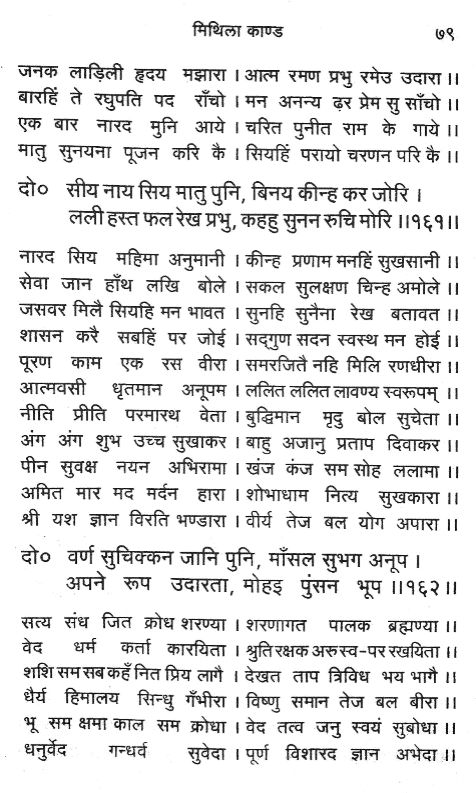 मिथिला काण्ड ७९
जनक लाड़िली हृदय मझारा । आत्म रमण प्रभु रमेउ उदारा ।।
बारहिं ते रघुपति पद राँचो । मन अनन्य ढ़र प्रेम सु साँचो ।।
एक बार नारद मुनि आये । चरित पुनीत राम के गाये ।।
मातु सुनयना पूजन करि कै । सियहिं परायो चरणन परि कै ।।
दो० सीय नाय सिय मातु पुनि, बिनय कीन्ह कर जोरि ।
लली हस्त फल रेख प्रभु, कहहु सुनन रुचि मोरि ।।१६१।।
नारद सिय महिमा अनुमानी । कीन्ह प्रणाम मनहिं सुखसानी ।।
सेवा जान हाँथ लखि बोले । सकल सुलक्षण चिन्ह अमोले ।।
जसवर मिलै सियहि मन भावत । सुनहि सुनैना रेख बतावत ।।
शासन करै सबहिं पर जोई । सद्गुण सदन स्वस्थ मन होई ।।
पूरण काम एक रस वीरा । समरजितै नहि मिलि रणधीरा ।।
आत्मवसी धृतमान अनूपम । ललित ललित लावण्य स्वरूपम् ।।
नीति प्रीति परमारथ वेता । बुद्धिमान मृदु बोल सुचेता ।।
अंग अंग शुभ उच्च सुखाकर । बाहु अजानु प्रताप दिवाकर ।।
पीन सुवक्ष नयन अभिरामा । खंज कंज सम सोह ललामा ।।
अमित मार मद मर्दन हारा । शोभाधाम नित्य सुखकारा ।।
श्री यश ज्ञान विरति भण्डारा । वीर्य तेज बल योग अपारा ।।
दो० वर्ण सुचिक्कन जानि पुनि, माँसल सुभग अनूप ।
अपने रूप उदारता, मोहइ पुंसन भूप ।।१६२।।
सत्य संध जित क्रोध शरण्या । शरणागत पालक ब्रह्मण्या ।।
वेद धर्म कर्ता कारयिता । श्रुति रक्षक अरु स्व-पर रखयिता ।।
शशि सम सब कहँ नित प्रिय लागै । देखत ताप त्रिविध भय भागै ।।
धैर्य हिमालय सिन्धु गँभीरा । विष्णु समान तेज बल बीरा ।।
भू सम क्षमा काल सम क्रोधा । वेद तत्व जनु स्वयं सुबोधा ।।
धनुर्वेद गन्धर्व सुवेदा । पूर्ण विशारद ज्ञान अभेदा ।।